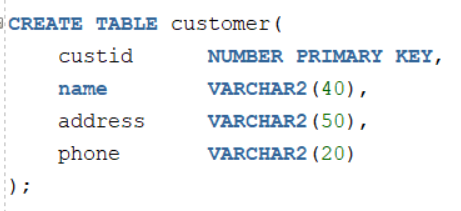 CREATE TABLE customer(
    custid      NUMBER PRIMARY KEY,
    name        VARCHAR2(40),
    address     VARCHAR2(50),
    phone       VARCHAR2(20)
);